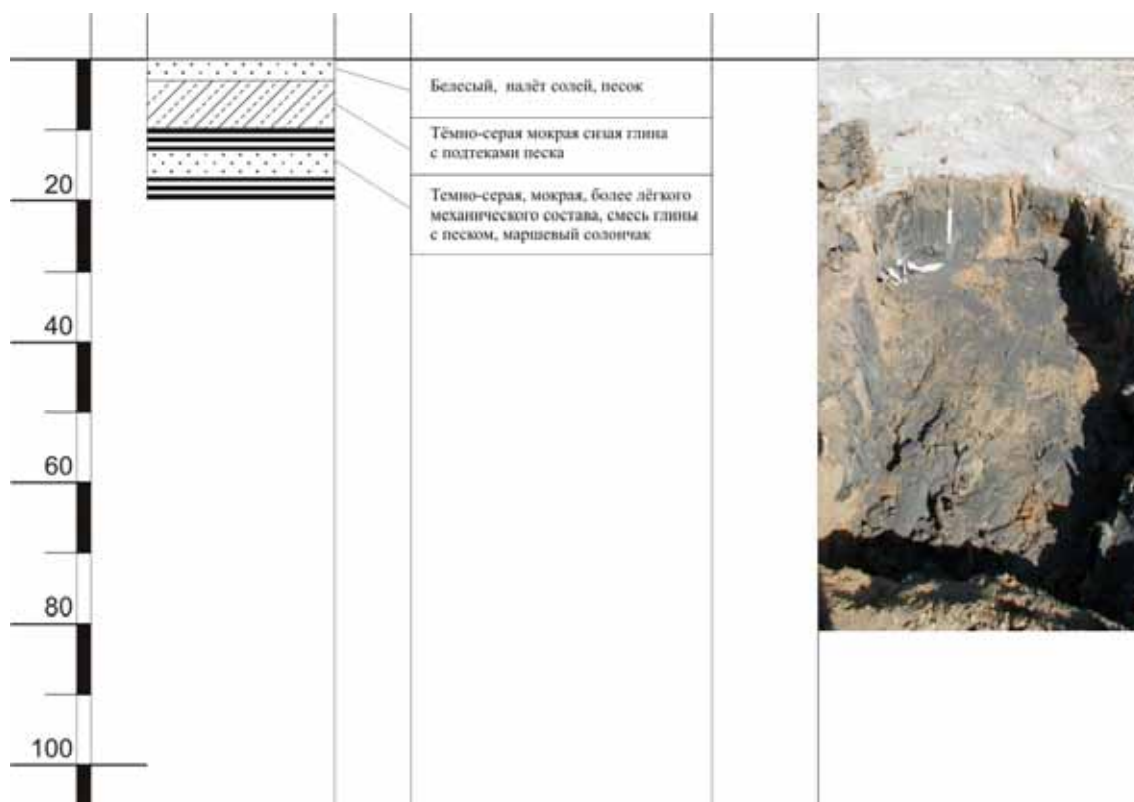 Белесый, налёт солей, песок
Тёмно-серая мокрая сизая глина
с подтеками песка
Темно-серая, мокрая, более лёгкого
механического состава, смесь глины
с песком, маршевый солончак
20
40
60
80
100